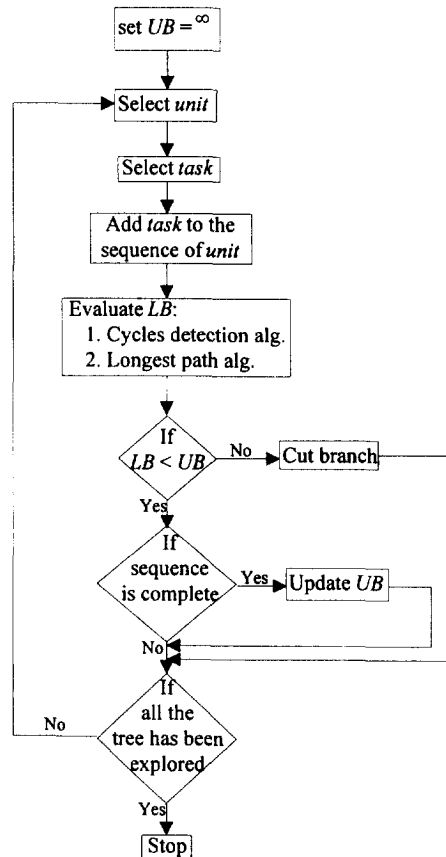 set UB = ∞
Select unit
Select task
Add task to the
sequence of unit
Evaluate LB:
1. Cycles detection alg.
2. Longest path alg.
If
LB < UB
No
Cut branch
Yes
If
sequence
is complete
Yes
Update UB
No
If
all the
tree has been
explored
No
Yes
Stop